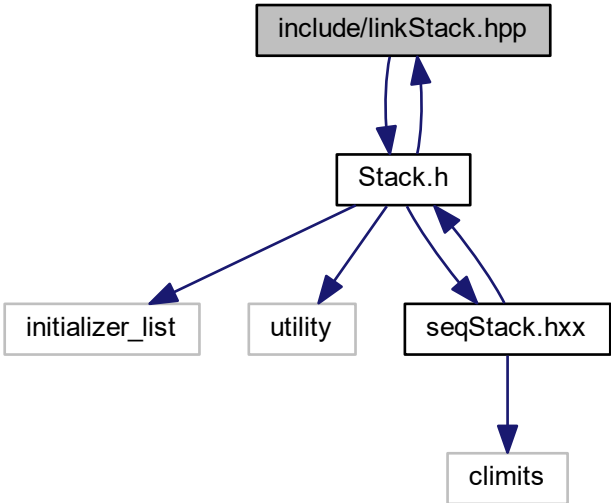 include/linkStack.hpp
Stack.h
initializer_list
utility
seqStack.hxx
climits